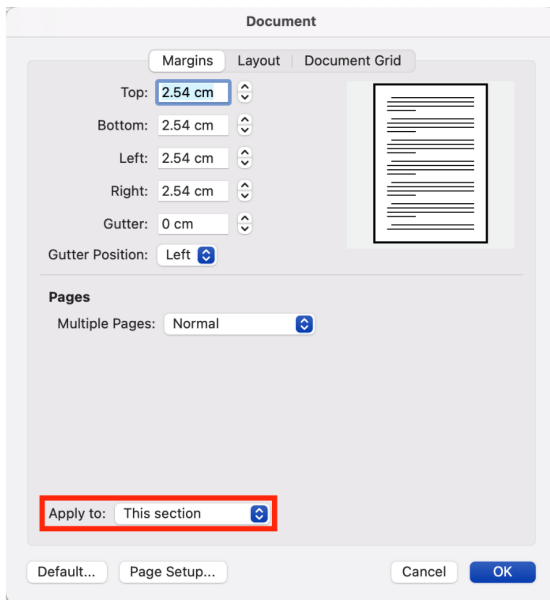 Document
Margins Layout Document Grid
Top: 2.54 cm
Bottom: 2.54 cm
Left: 2.54 cm
Right: 2.54 cm
Gutter: 0 cm
Gutter Position: Left
Pages
Multiple Pages: Normal
Apply to: This section
Default... Page Setup... Cancel OK